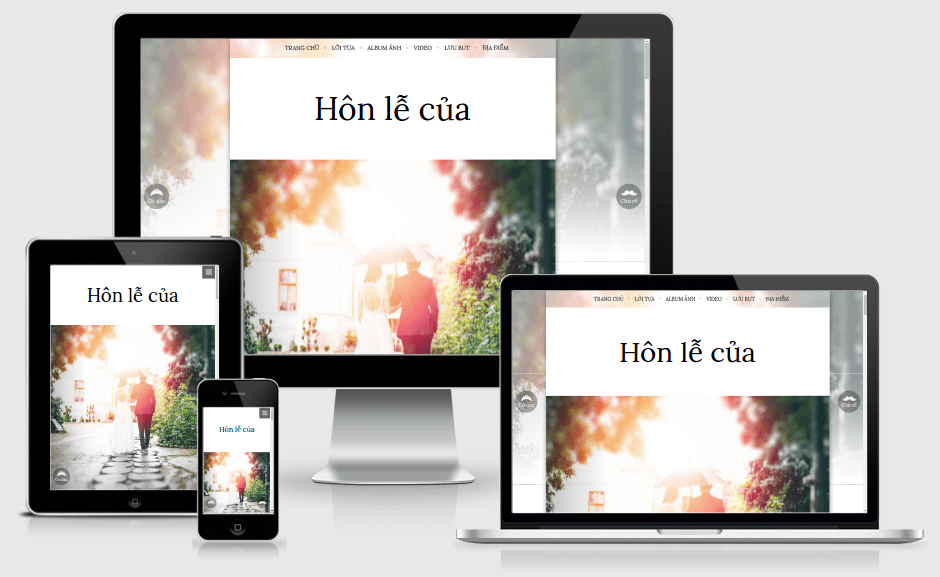 TRANG CHỦ • LỜI TỰA • ALBUM ẢNH • VIDEO • LƯU BÚT • ĐỊA ĐIỂM
Hôn lễ của
Cô dâu
Chú rể
Hôn lễ của
Cô dâu
Hôn lễ của
TRANG CHỦ • LỜI TỰA • ALBUM ẢNH • VIDEO • LƯU BÚT • ĐỊA ĐIỂM
Hôn lễ của
Cô dâu
Chú rể